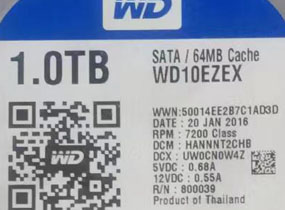 WD
1.0TB
SATA / 64MB Cache
WD10EZEX
WWN:50014EE2B7C1AD3D
DATE : 20 JAN 2016
RPM : 7200 Class
DCM : HANNNT2CHB
DCX : UW0CN0W4Z
5VDC : 0.68A
12VDC : 0.55A
R/N : 800039
Product of Thailand
WD